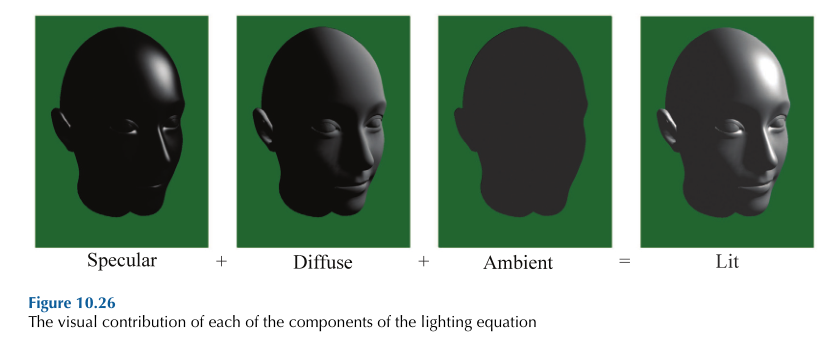 Specular + Diffuse + Ambient = Lit
Figure 10.26
The visual contribution of each of the components of the lighting equation